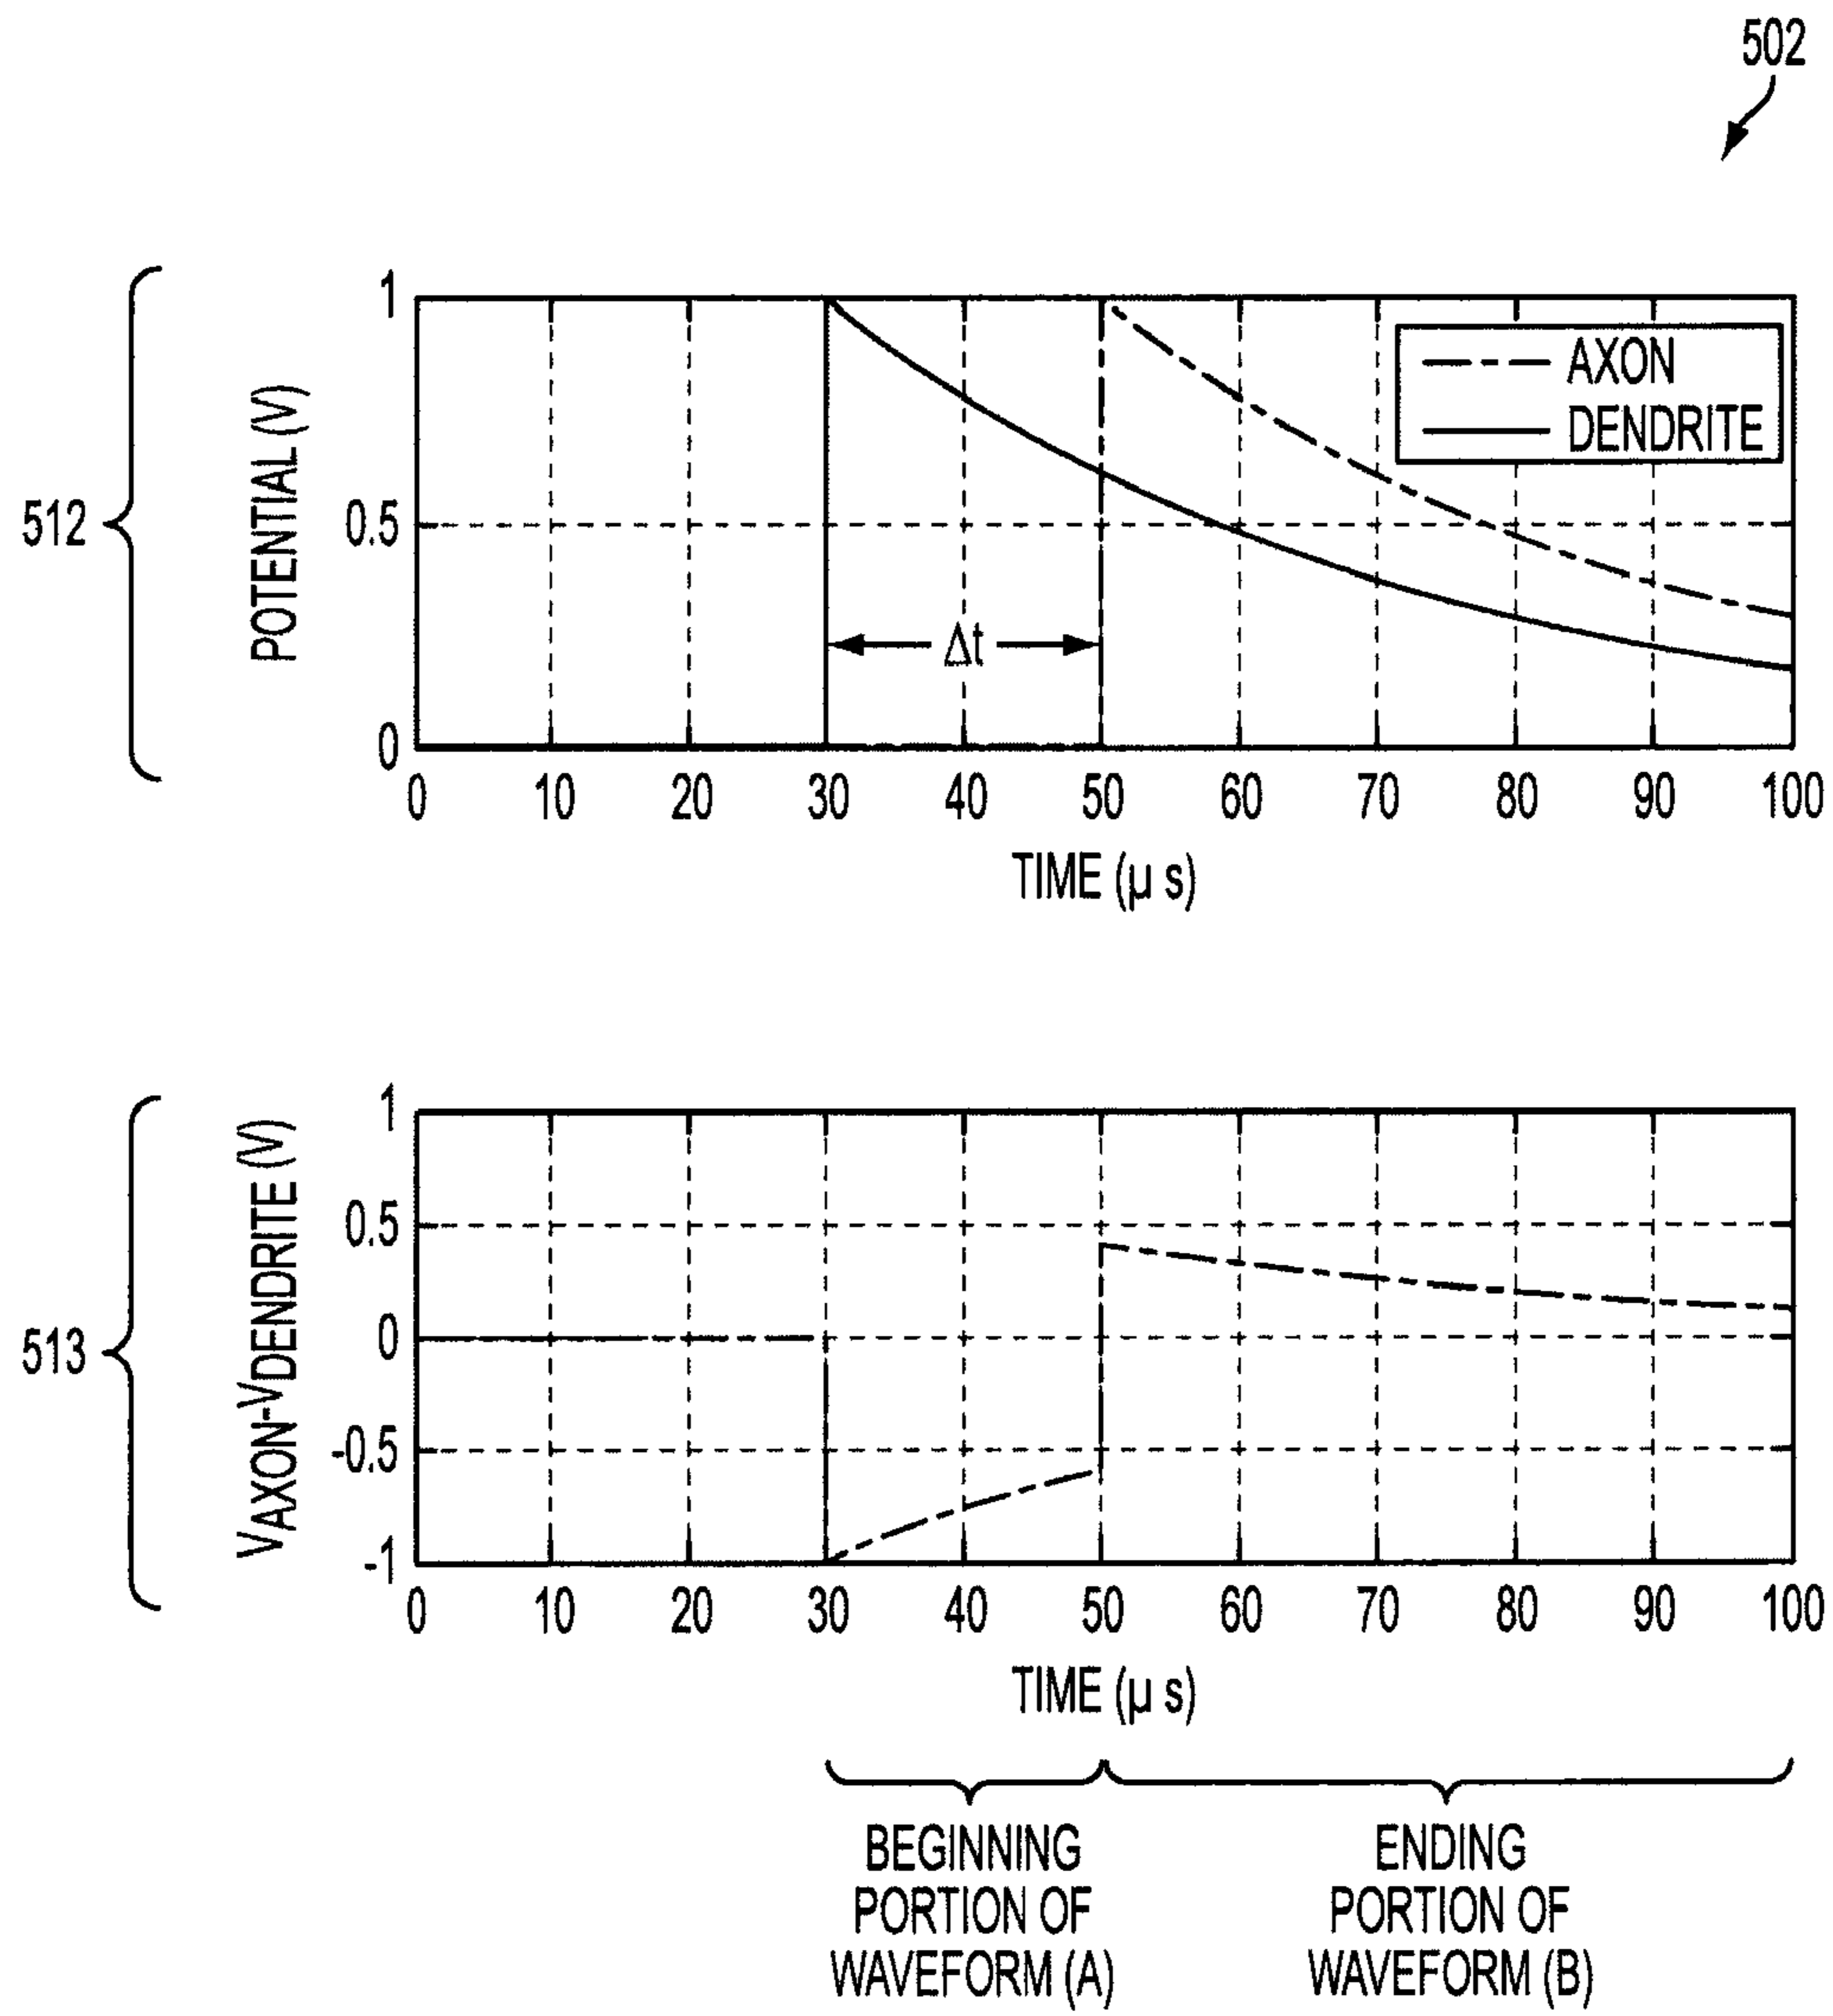 502
512
POTENTIAL (V)
1
0.5
0
AXON
DENDRITE
Δt
0 10 20 30 40 50 60 70 80 90 100
TIME (μ s)
513
VAXON-VDENDRITE (V)
1
0.5
0
-0.5
-1
0 10 20 30 40 50 60 70 80 90 100
TIME (μ s)
BEGINNING
PORTION OF
WAVEFORM (A)
ENDING
PORTION OF
WAVEFORM (B)